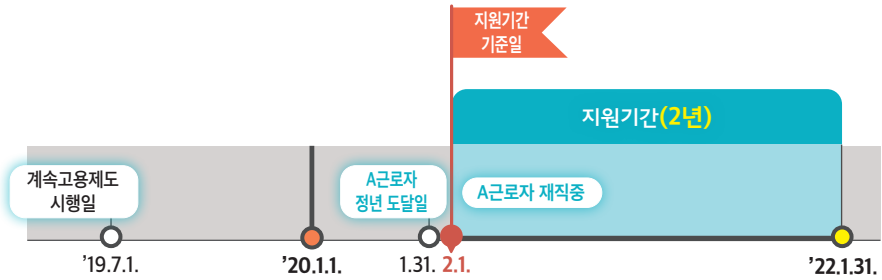 지원기간
기준일
지원기간(2년)
계속고용제도
시행일
A근로자
정년 도달일
A근로자 재직중
’19.7.1.
’20.1.1.
1.31.
2.1.
’22.1.31.